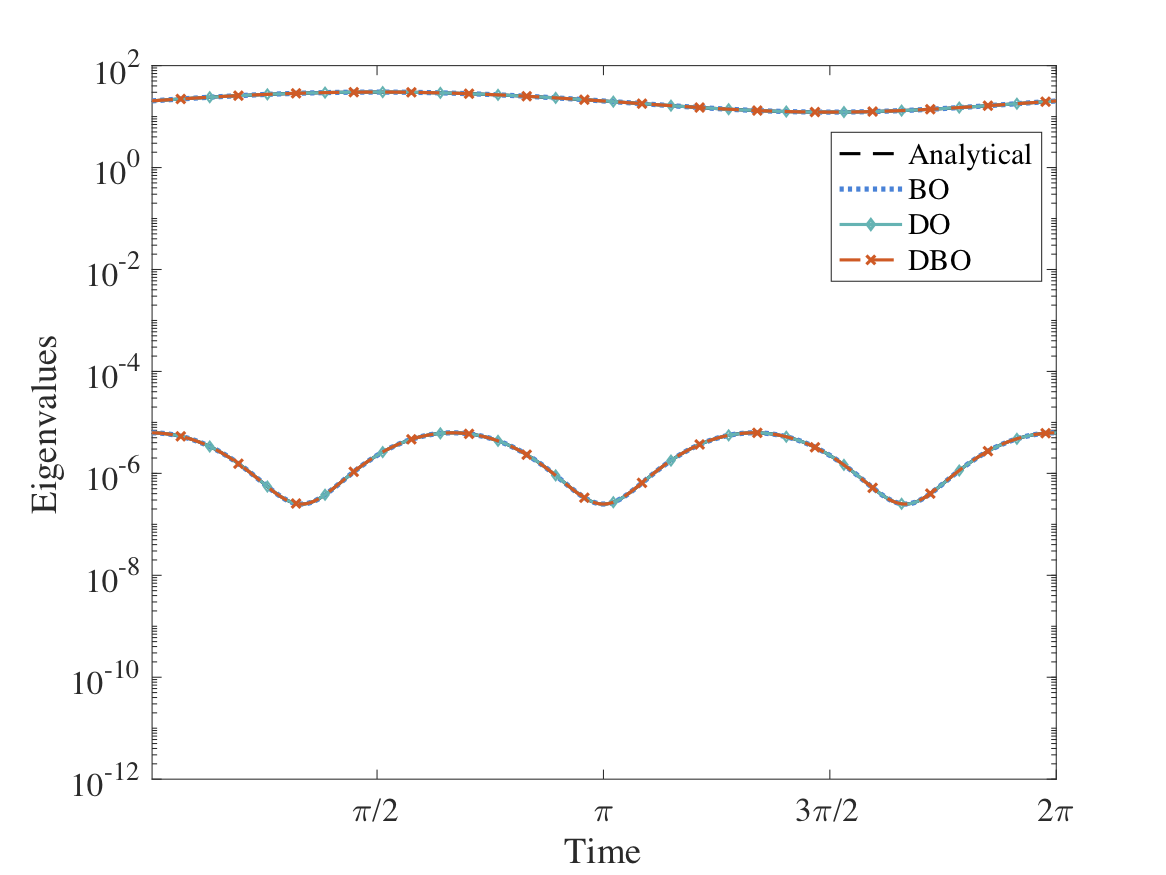 10^2
10^0
10^-2
10^-4
10^-6
10^-8
10^-10
10^-12
Eigenvalues
Analytical
BO
DO
DBO
π/2
π
3π/2
2π
Time